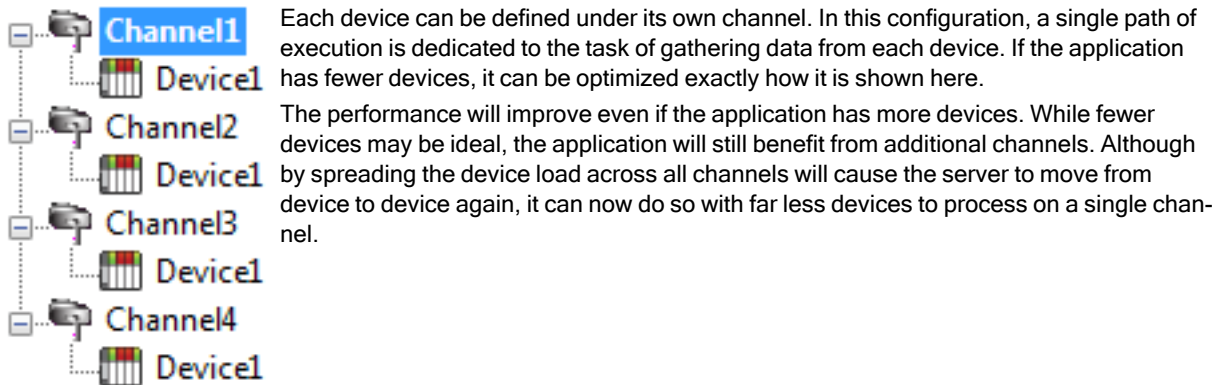 Channel1
Device1
Channel2
Device1
Channel3
Device1
Channel4
Device1
Each device can be defined under its own channel. In this configuration, a single path of
execution is dedicated to the task of gathering data from each device. If the application
has fewer devices, it can be optimized exactly how it is shown here.
The performance will improve even if the application has more devices. While fewer
devices may be ideal, the application will still benefit from additional channels. Although
by spreading the device load across all channels will cause the server to move from
device to device again, it can now do so with far less devices to process on a single chan-
nel.